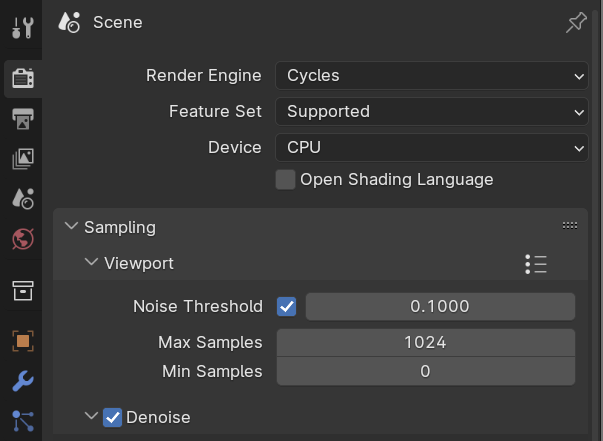 Scene
Render Engine Cycles
Feature Set Supported
Device CPU
Open Shading Language
Sampling
Viewport
Noise Threshold 0.1000
Max Samples 1024
Min Samples 0
Denoise